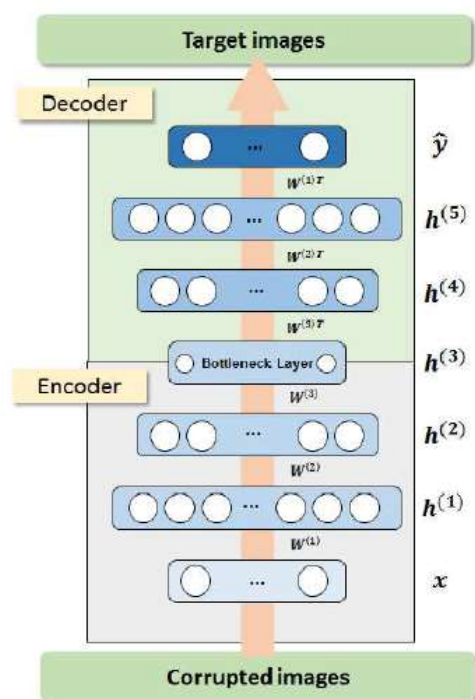 Target images
Decoder
... ŷ
W^(1)T
... h^(5)
W^(2)T
... h^(4)
W^(3)T
Bottleneck Layer h^(3)
Encoder
W^(3)
... h^(2)
W^(2)
... h^(1)
W^(1)
... x
Corrupted images